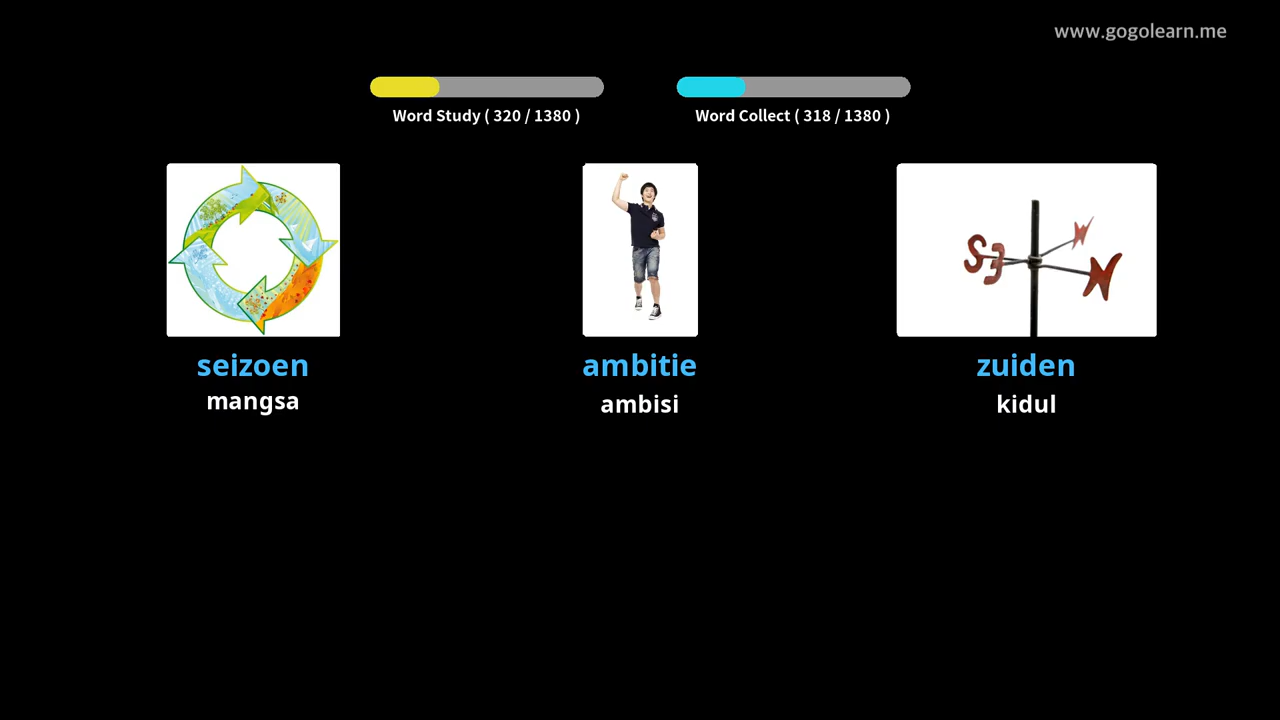 www.gogolearn.me
Word Study ( 320 / 1380 )
Word Collect ( 318 / 1380 )
S E N W
seizoen
mangsa
ambitie
ambisi
zuiden
kidul